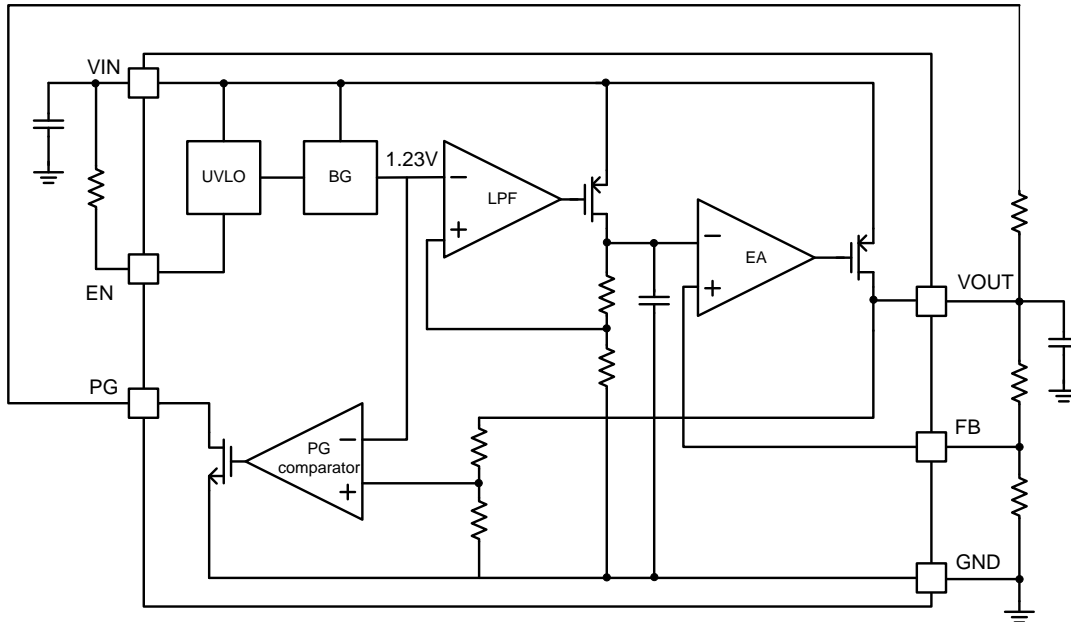 VIN
1.23V
UVLO
BG
LPF
EA
EN
VOUT
PG
FB
PG
comparator
GND